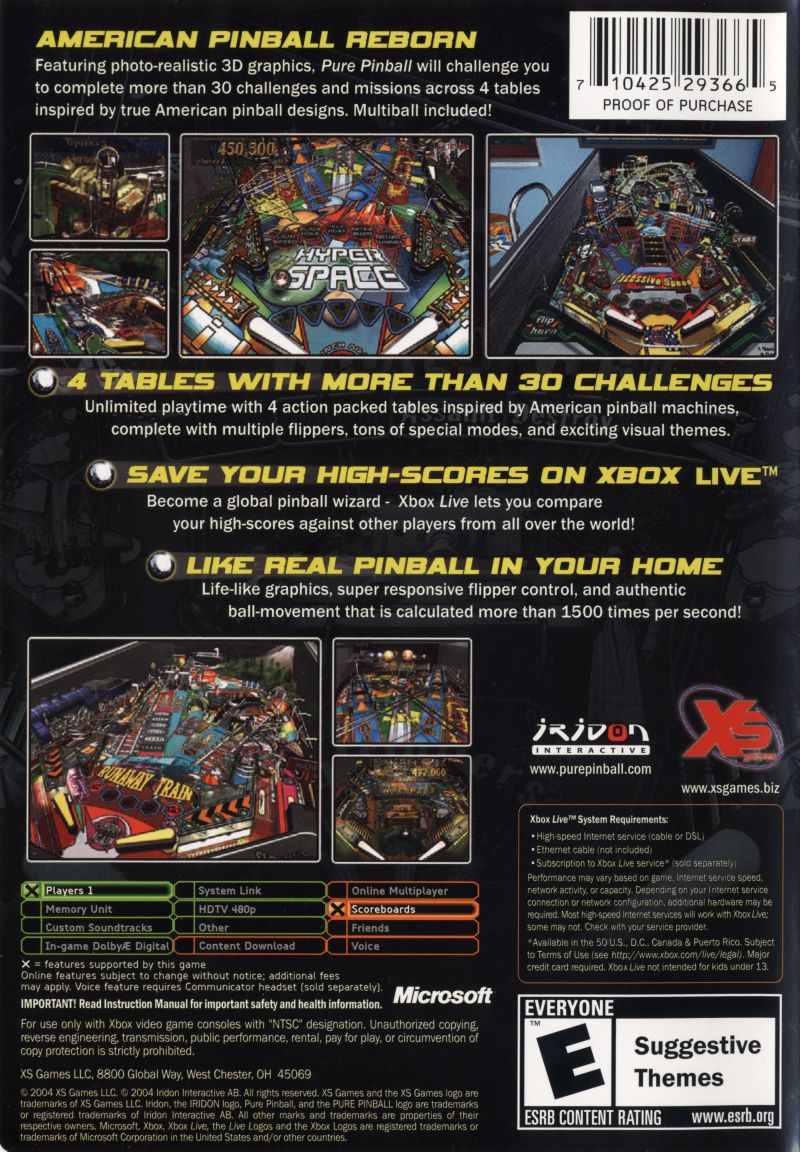 AMERICAN PINBALL REBORN
Featuring photo-realistic 3D graphics, Pure Pinball will challenge you
to complete more than 30 challenges and missions across 4 tables
inspired by true American pinball designs. Multiball included!
7 10425 29366 5
PROOF OF PURCHASE
450,300
HYPER
SPACE
Excessive Speed
START
flip
hero
4 TABLES WITH MORE THAN 30 CHALLENGES
Unlimited playtime with 4 action packed tables inspired by American pinball machines,
complete with multiple flippers, tons of special modes, and exciting visual themes.
SAVE YOUR HIGH-SCORES ON XBOX LIVE™
Become a global pinball wizard - Xbox Live lets you compare
your high-scores against other players from all over the world!
LIKE REAL PINBALL IN YOUR HOME
Life-like graphics, super responsive flipper control, and authentic
ball-movement that is calculated more than 1500 times per second!
RUNAWAY TRAIN
477,000
IRIDON
INTERACTIVE
www.purepinball.com
XS
games
www.xsgames.biz
Xbox Live™ System Requirements:
• High-speed Internet service (cable or DSL)
• Ethernet cable (not included)
• Subscription to Xbox Live service* (sold separately)
Performance may vary based on game, Internet service speed,
network activity, or capacity. Depending on your Internet service
connection or network configuration, additional hardware may be
required. Most high-speed Internet services will work with Xbox Live;
some may not. Check with your service provider.
*Available in the 50 U.S., D.C., Canada & Puerto Rico. Subject
to Terms of Use (see http://www.xbox.com/live/legal). Major
credit card required. Xbox Live not intended for kids under 13.
X Players 1
System Link
Online Multiplayer
Memory Unit
HDTV 480p
X Scoreboards
Custom Soundtracks
Other
Friends
In-game DolbyÆ Digital
Content Download
Voice
X = features supported by this game
Online features subject to change without notice; additional fees
may apply. Voice feature requires Communicator headset (sold separately).
IMPORTANT! Read Instruction Manual for important safety and health information.
Microsoft
For use only with Xbox video game consoles with "NTSC" designation. Unauthorized copying,
reverse engineering, transmission, public performance, rental, pay for play, or circumvention of
copy protection is strictly prohibited.
XS Games LLC, 8800 Global Way, West Chester, OH 45069
© 2004 XS Games LLC. © 2004 Iridon Interactive AB. All rights reserved. XS Games and the XS Games logo are
trademarks of XS Games LLC. Iridon, the IRIDON logo, Pure Pinball, and the PURE PINBALL logo are trademarks
or registered trademarks of Iridon Interactive AB. All other marks and trademarks are properties of their
respective owners. Microsoft, Xbox, Xbox Live, the Live Logos and the Xbox Logos are registered trademarks or
trademarks of Microsoft Corporation in the United States and/or other countries.
EVERYONE
TM
E
Suggestive
Themes
ESRB CONTENT RATING www.esrb.org